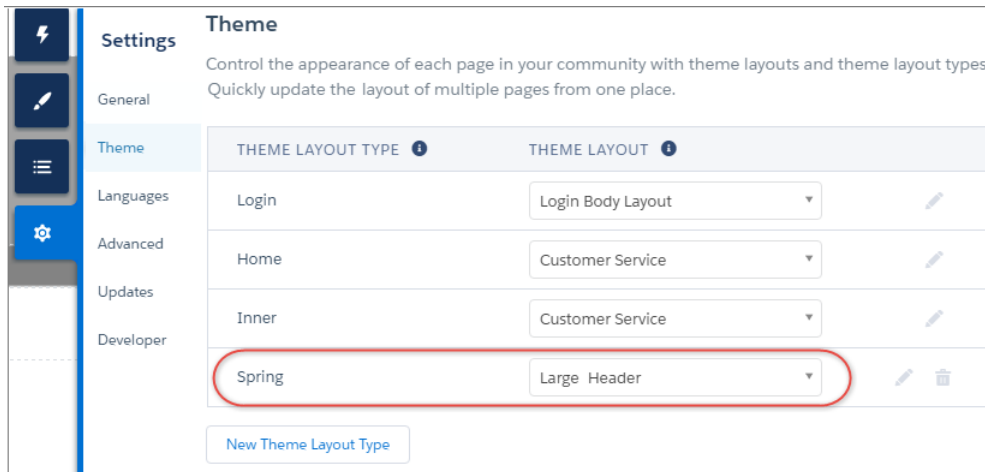 Settings
General
Theme
Languages
Advanced
Updates
Developer
Theme
Control the appearance of each page in your community with theme layouts and theme layout types
Quickly update the layout of multiple pages from one place.
THEME LAYOUT TYPE THEME LAYOUT
Login Login Body Layout
Home Customer Service
Inner Customer Service
Spring Large Header
New Theme Layout Type